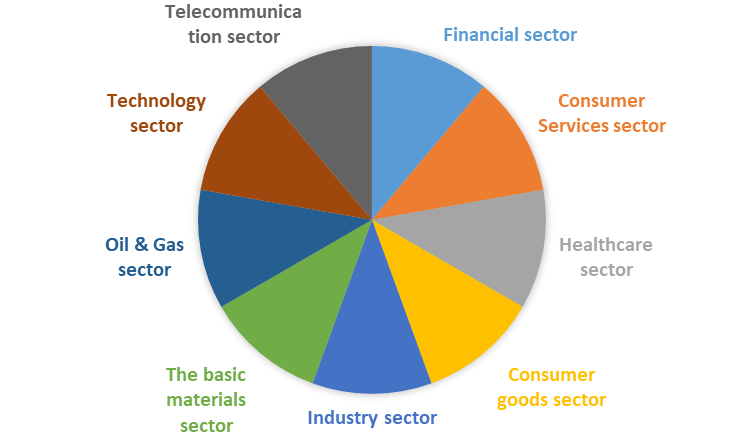 Telecommunica
tion sector
Financial sector
Technology
sector
Consumer
Services sector
Oil & Gas
sector
Healthcare
sector
The basic
materials
sector
Consumer
goods sector
Industry sector